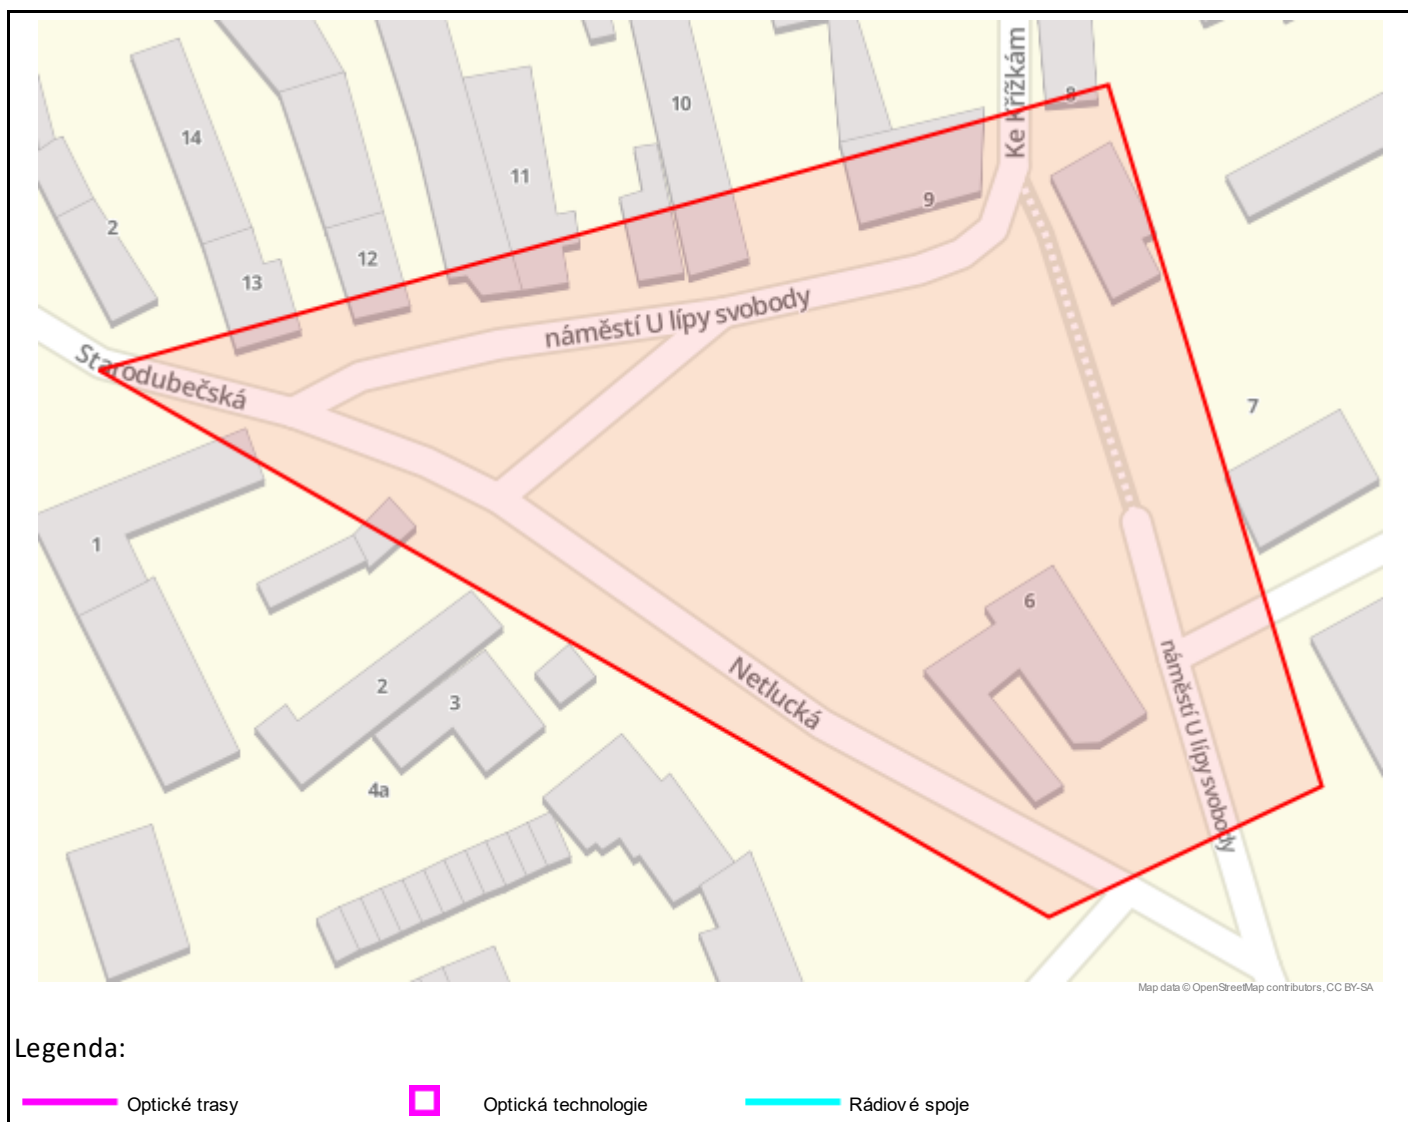 Ke Křížkám
8
10
14
11
9
2
12
13
náměstí U lípy svobody
Starodubečská
7
1
6
2
3
Netlucká
náměstí U lípy svobody
4a
Map data © OpenStreetMap contributors, CC BY-SA
Legenda:
Optické trasy
Optická technologie
Rádiové spoje